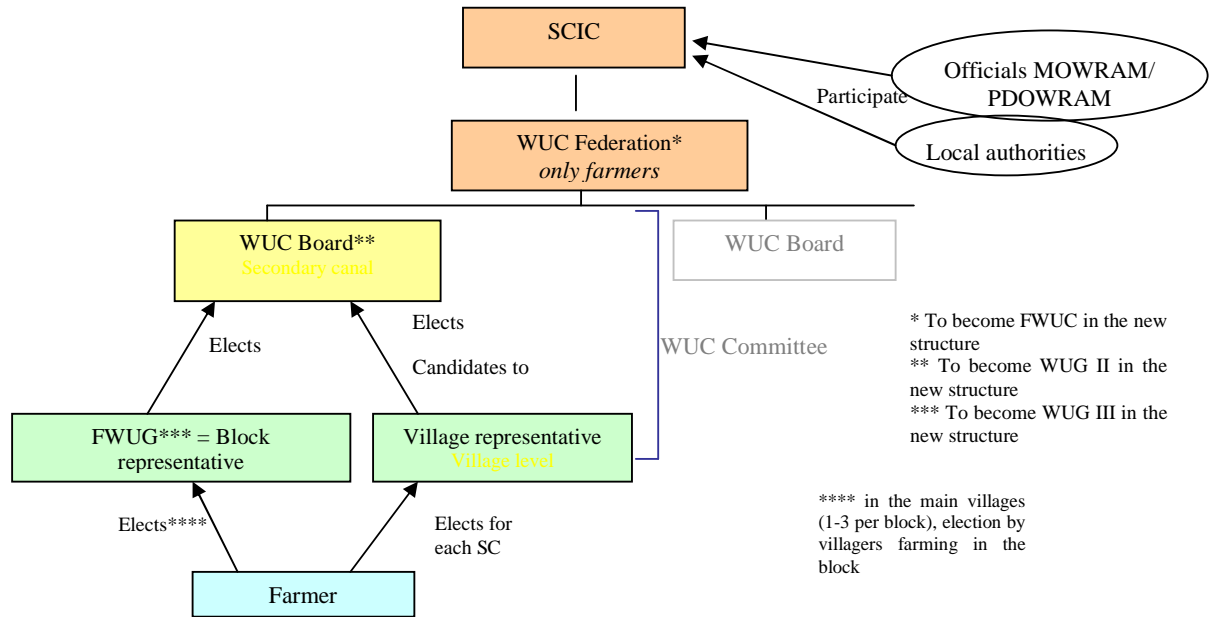 SCIC
Officials MOWRAM/
PDOWRAM
Participate
Local authorities
WUC Federation*
only farmers
WUC Board**
Secondary canal
WUC Board
Elects
Elects
Candidates to
WUC Committee
* To become FWUC in the new
structure
** To become WUG II in the
new structure
*** To become WUG III in the
new structure
FWUG*** = Block
representative
Village representative
Village level
Elects****
Elects for
each SC
**** in the main villages
(1-3 per block), election by
villagers farming in the
block
Farmer